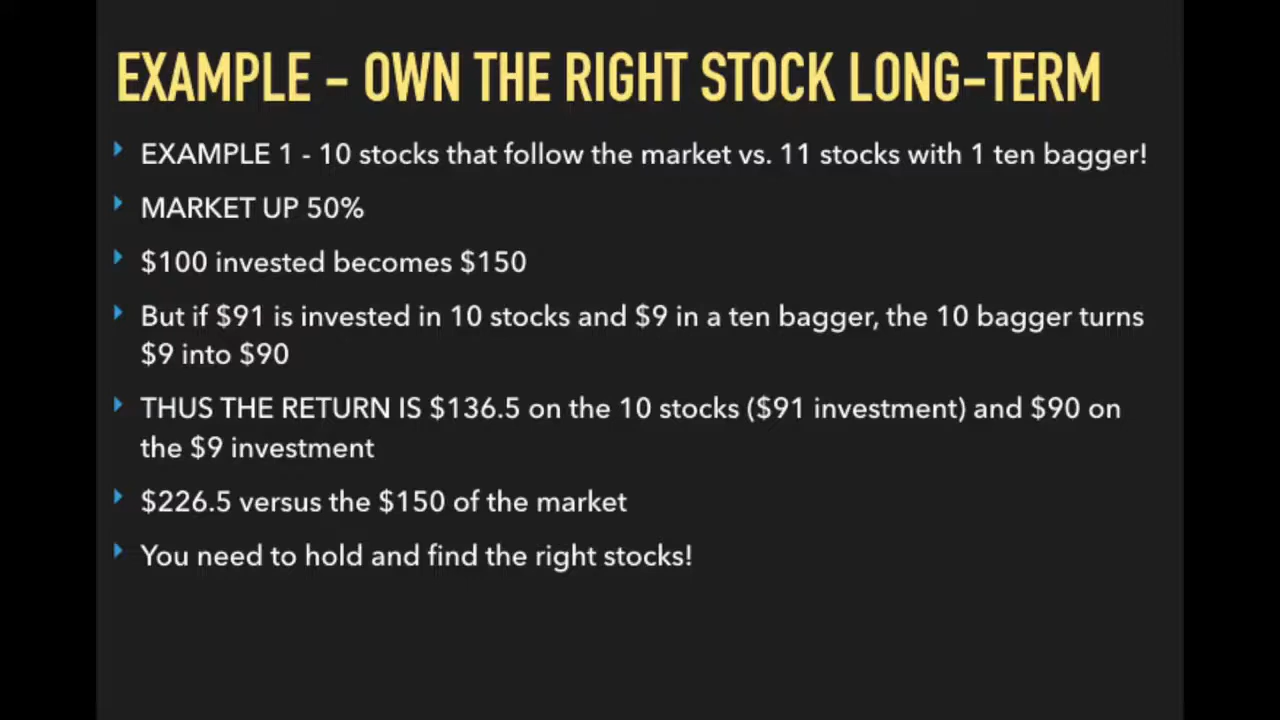 EXAMPLE - OWN THE RIGHT STOCK LONG-TERM
EXAMPLE 1 - 10 stocks that follow the market vs. 11 stocks with 1 ten bagger!
MARKET UP 50%
$100 invested becomes $150
But if $91 is invested in 10 stocks and $9 in a ten bagger, the 10 bagger turns
$9 into $90
THUS THE RETURN IS $136.5 on the 10 stocks ($91 investment) and $90 on
the $9 investment
$226.5 versus the $150 of the market
You need to hold and find the right stocks!